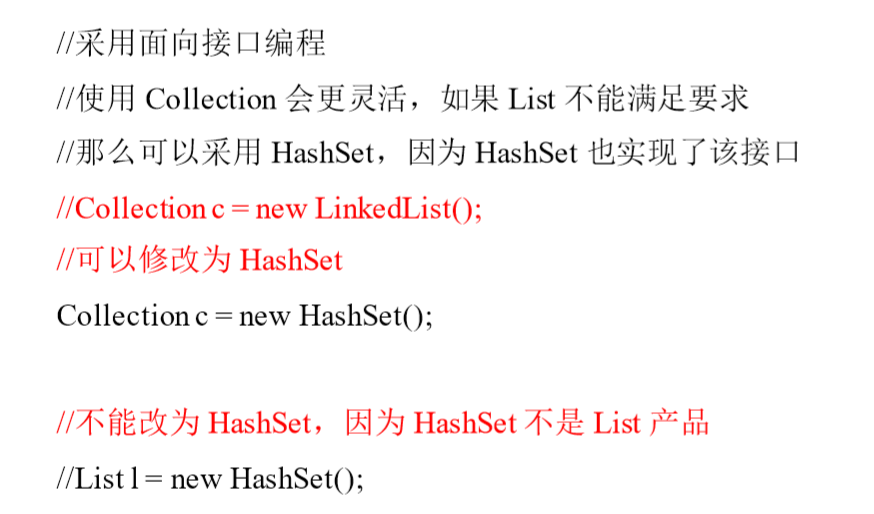 //采用面向接口编程
//使用 Collection 会更灵活，如果 List 不能满足要求
//那么可以采用 HashSet，因为 HashSet 也实现了该接口
//Collection c = new LinkedList();
//可以修改为 HashSet
Collection c = new HashSet();
//不能改为 HashSet，因为 HashSet 不是 List 产品
//List l = new HashSet();